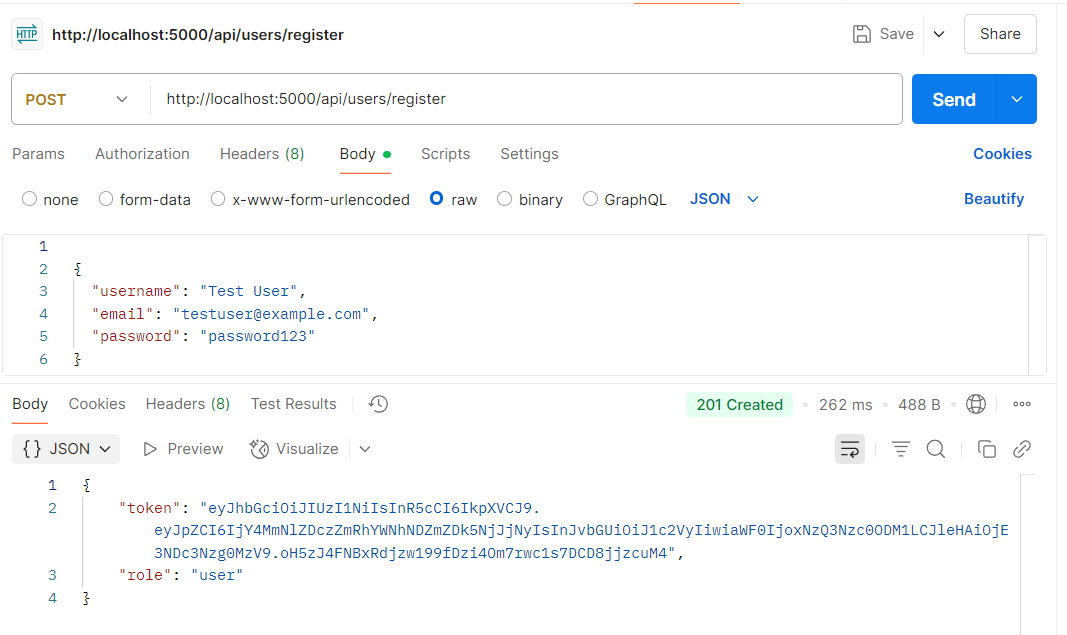 HTTP http://localhost:5000/api/users/register Save Share
POST http://localhost:5000/api/users/register Send
Params Authorization Headers (8) Body Scripts Settings Cookies
none form-data x-www-form-urlencoded raw binary GraphQL JSON Beautify
1
2 {
3 "username": "Test User",
4 "email": "testuser@example.com",
5 "password": "password123"
6 }
Body Cookies Headers (8) Test Results 201 Created 262 ms 488 B
{} JSON Preview Visualize
1 {
2 "token": "eyJhbGciOiJIUzI1NiIsInR5cCI6IkpXVCJ9.
eyJpZCI6IjY4MmNlZDczZmRhYWNhNDZmZDk5NjJjNyIsInJvbGUiOiJ1c2VyIiwiaWF0IjoxNzQ3Nzc0ODM1LCJleHAiOjE
3NDc3Nzg0MzV9.oH5zJ4FNBxRdjzw199fDzi4Om7rwc1s7DCD8jjzcuM4",
3 "role": "user"
4 }